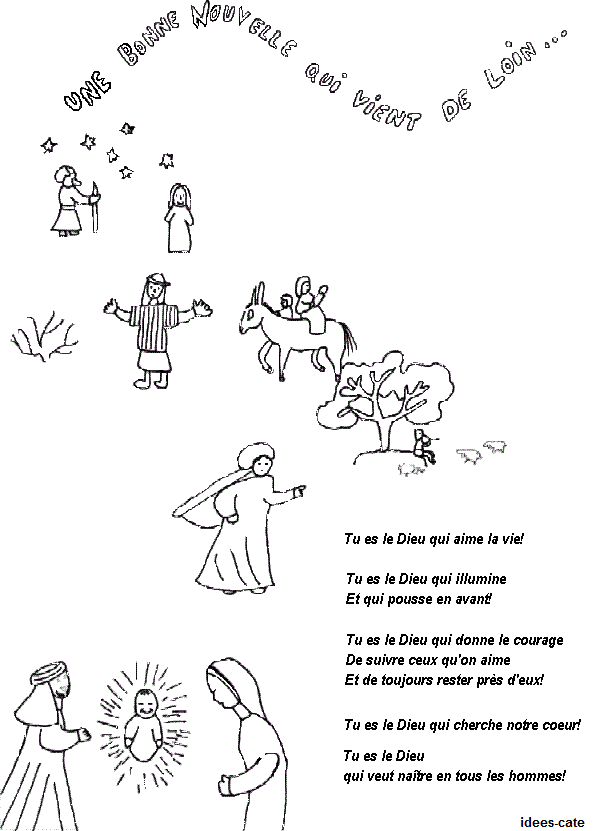 UNE BONNE NOUVELLE QUI VIENT DE LOIN...
Tu es le Dieu qui aime la vie!
Tu es le Dieu qui illumine
Et qui pousse en avant!
Tu es le Dieu qui donne le courage
De suivre ceux qu'on aime
Et de toujours rester près d'eux!
Tu es le Dieu qui cherche notre coeur!
Tu es le Dieu
qui veut naître en tous les hommes!
idees-cate